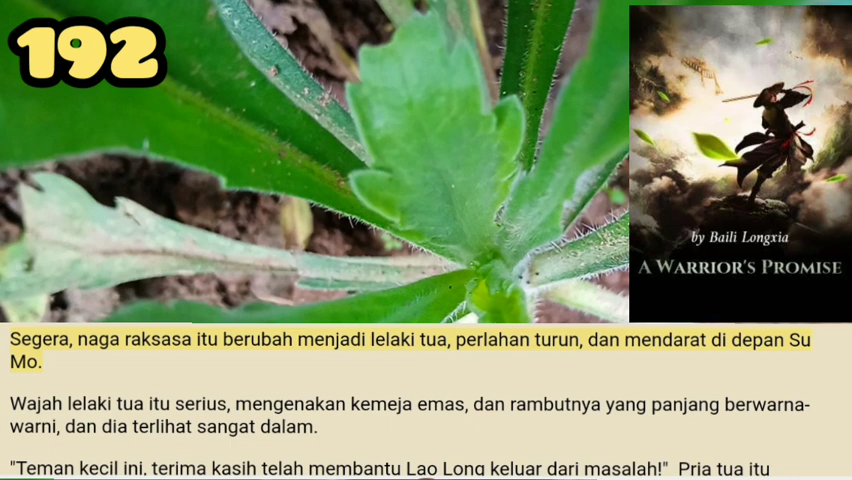 192
by Baili Longxia
A WARRIOR'S PROMISE
Segera, naga raksasa itu berubah menjadi lelaki tua, perlahan turun, dan mendarat di depan Su
Mo.
Wajah lelaki tua itu serius, mengenakan kemeja emas, dan rambutnya yang panjang berwarna-
warni, dan dia terlihat sangat dalam.
"Teman kecil ini, terima kasih telah membantu Lao Long keluar dari masalah!" Pria tua itu